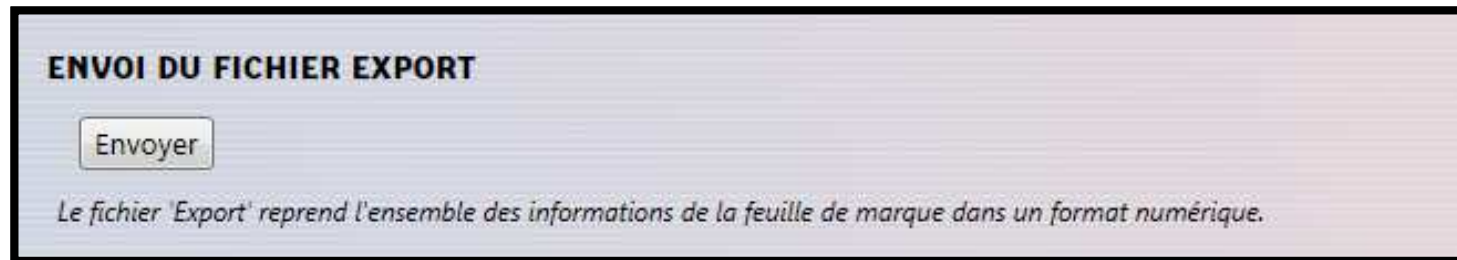 ENVOI DU FICHIER EXPORT
Envoyer
Le fichier 'Export' reprend l'ensemble des informations de la feuille de marque dans un format numérique.